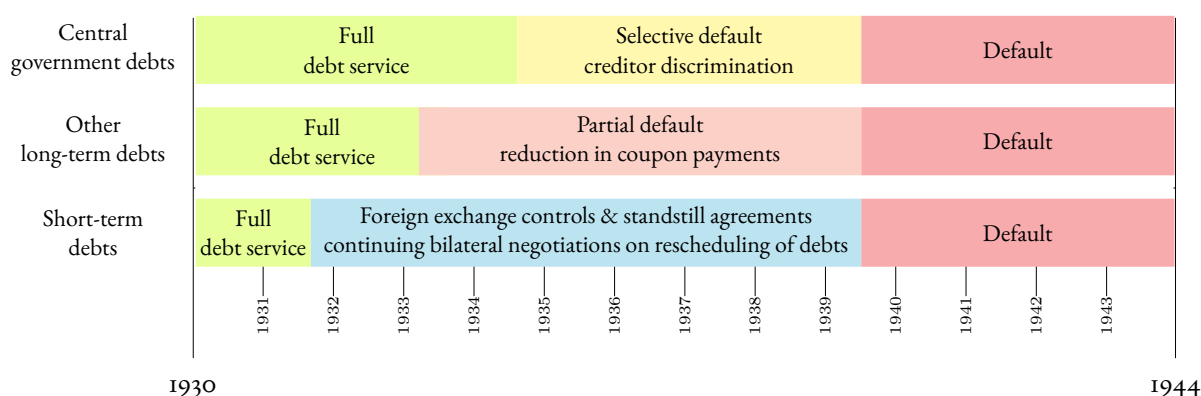 Central
government debts
Full
debt service
Selective default
creditor discrimination
Default
Other
long-term debts
Full
debt service
Partial default
reduction in coupon payments
Default
Short-term
debts
Full
debt service
Foreign exchange controls & standstill agreements
continuing bilateral negotiations on rescheduling of debts
Default
1931
1932
1933
1934
1935
1936
1937
1938
1939
1940
1941
1942
1943
1930
1944